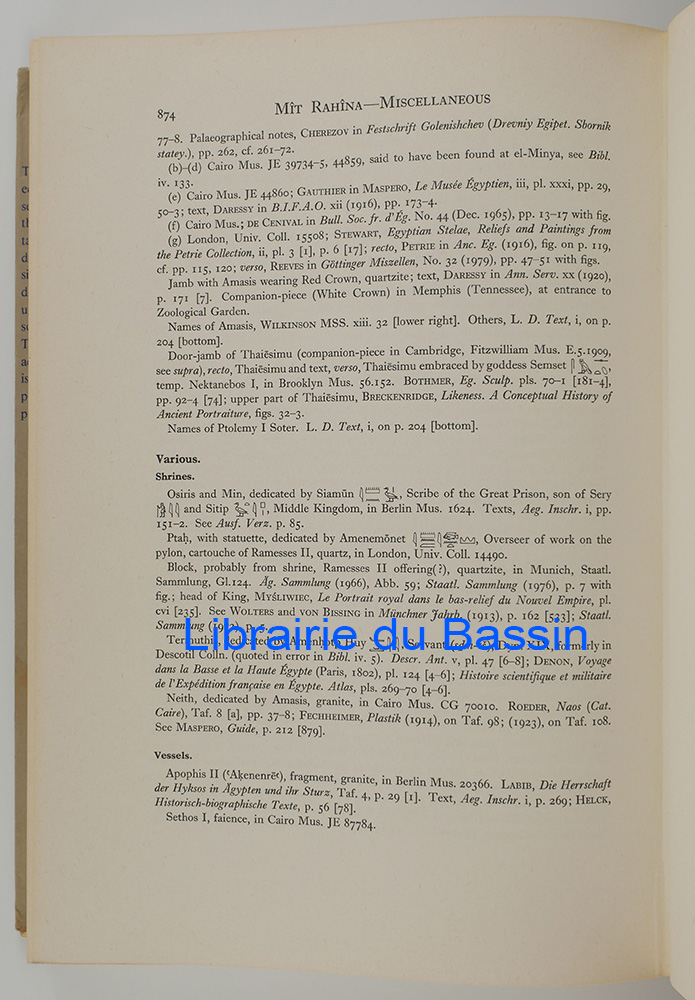 874
Mît Rahîna—Miscellaneous
77–8. Palaeographical notes, Cherezov in Festschrift Golenishchev (Drevniy Egipet. Sbornik
statey.), pp. 262, cf. 261–72.
(b)–(d) Cairo Mus. JE 39734–5, 44859, said to have been found at el-Minya, see Bibl.
iv. 133.
(e) Cairo Mus. JE 44860; Gauthier in Maspero, Le Musée Égyptien, iii, pl. xxxi, pp. 29,
50–3; text, Daressy in B.I.F.A.O. xii (1916), pp. 173–4.
(f) Cairo Mus.; de Cenival in Bull. Soc. fr. d'Ég. No. 44 (Dec. 1965), pp. 13–17 with fig.
(g) London, Univ. Coll. 15508; Stewart, Egyptian Stelae, Reliefs and Paintings from
the Petrie Collection, ii, pl. 3 [1], p. 6 [17]; recto, Petrie in Anc. Eg. (1916), fig. on p. 119,
cf. pp. 115, 120; verso, Reeves in Göttinger Miszellen, No. 32 (1979), pp. 47–51 with figs.
Jamb with Amasis wearing Red Crown, quartzite; text, Daressy in Ann. Serv. xx (1920),
p. 171 [7]. Companion-piece (White Crown) in Memphis (Tennessee), at entrance to
Zoological Garden.
Names of Amasis, Wilkinson MSS. xiii. 32 [lower right]. Others, L. D. Text, i, on p.
204 [bottom].
Door-jamb of Thaiēsimu (companion-piece in Cambridge, Fitzwilliam Mus. E.5.1909,
see supra), recto, Thaiēsimu and text, verso, Thaiēsimu embraced by goddess Semset
temp. Nektanebos I, in Brooklyn Mus. 56.152. Bothmer, Eg. Sculp. pls. 70–1 [181–4],
pp. 92–4 [74]; upper part of Thaiēsimu, Breckenridge, Likeness. A Conceptual History of
Ancient Portraiture, figs. 32–3.
Names of Ptolemy I Soter. L. D. Text, i, on p. 204 [bottom].
Various.
Shrines.
Osiris and Min, dedicated by Siamūn , Scribe of the Great Prison, son of Sery
and Sitip , Middle Kingdom, in Berlin Mus. 1624. Texts, Aeg. Inschr. i, pp.
151–2. See Ausf. Verz. p. 85.
Ptaḥ, with statuette, dedicated by Amenemōnet , Overseer of work on the
pylon, cartouche of Ramesses II, quartz, in London, Univ. Coll. 14490.
Block, probably from shrine, Ramesses II offering(?), quartzite, in Munich, Staatl.
Sammlung, Gl.124. Äg. Sammlung (1966), Abb. 59; Staatl. Sammlung (1976), p. 7 with
fig.; head of King, Myśliwiec, Le Portrait royal dans le bas-relief du Nouvel Empire, pl.
cvi [235]. See Wolters and von Bissing in Münchner Jahrb. (1913), p. 162 [533]; Staatl.
Sammlung p. 5.
Librairie du Bassin
dedicated by Amenhotp Huy , Servant formerly in
Descotil Colln. (quoted in error in Bibl. iv. 5). Descr. Ant. v, pl. 47 [6–8]; Denon, Voyage
dans la Basse et la Haute Égypte (Paris, 1802), pl. 124 [4–6]; Histoire scientifique et militaire
de l'Expédition française en Égypte. Atlas, pls. 269–70 [4–6].
Neith, dedicated by Amasis, granite, in Cairo Mus. CG 70010. Roeder, Naos (Cat.
Caire), Taf. 8 [a], pp. 37–8; Fechheimer, Plastik (1914), on Taf. 98; (1923), on Taf. 108.
See Maspero, Guide, p. 212 [879].
Vessels.
Apophis II (ʿAḳenenrēʿ), fragment, granite, in Berlin Mus. 20366. Labib, Die Herrschaft
der Hyksos in Ägypten und ihr Sturz, Taf. 4, p. 29 [1]. Text, Aeg. Inschr. i, p. 269; Helck,
Historisch-biographische Texte, p. 56 [78].
Sethos I, faience, in Cairo Mus. JE 87784.